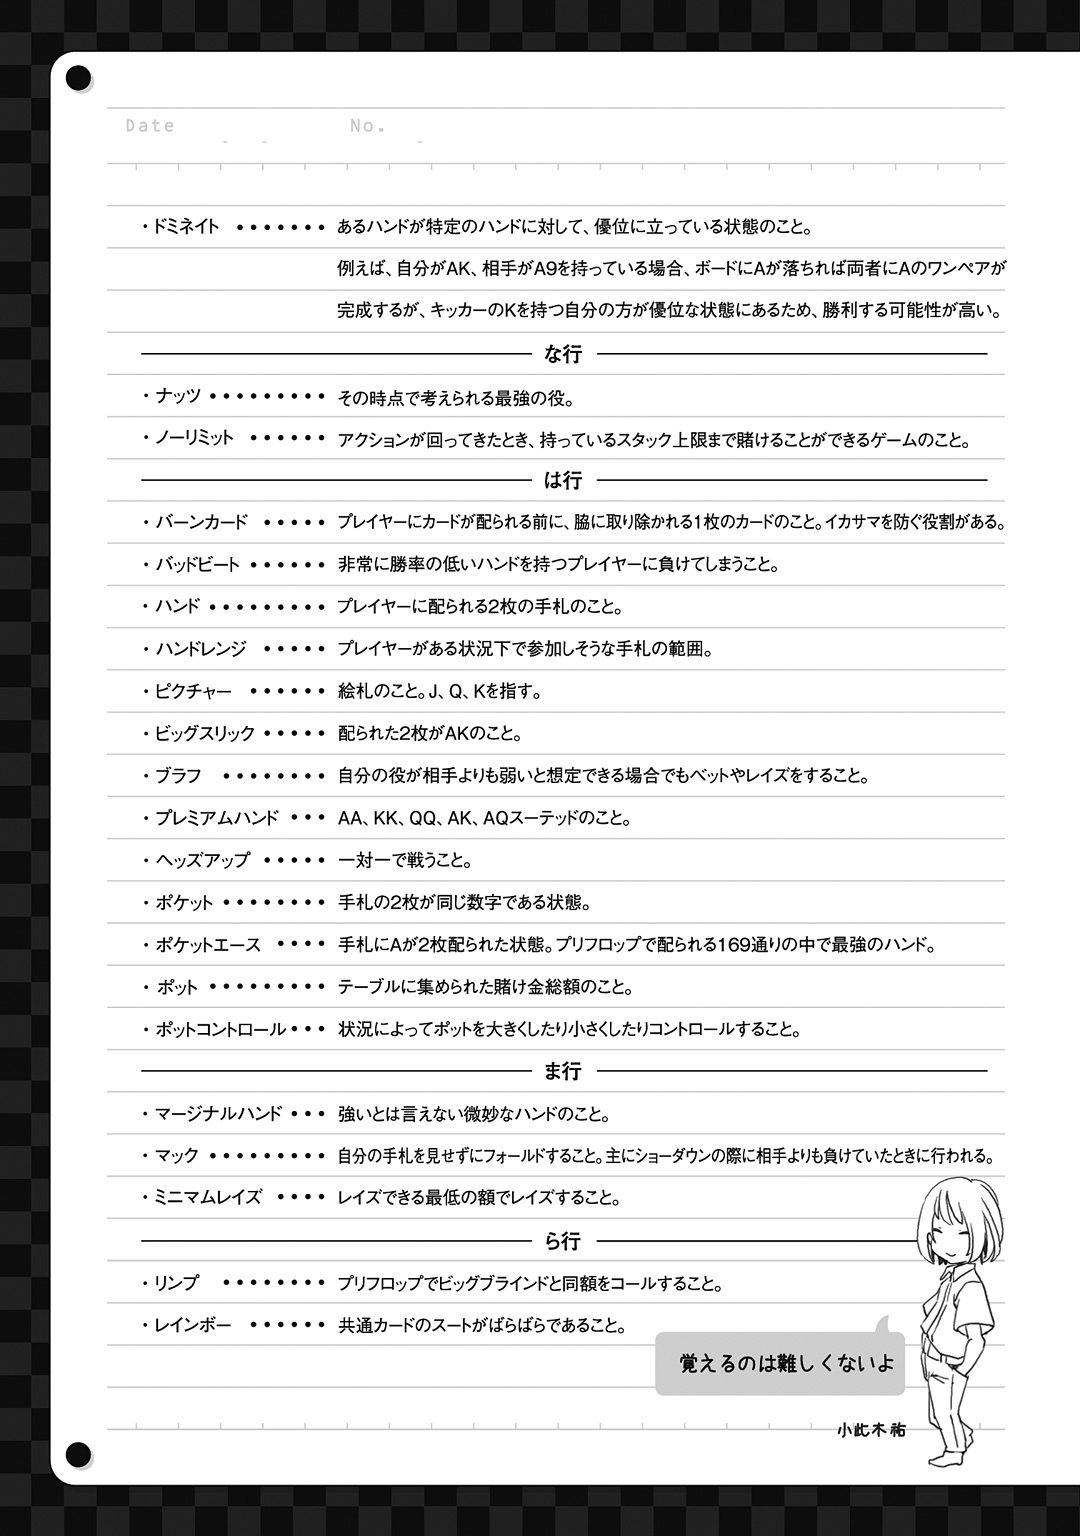 Date No.
・ドミネイト ・・・・・・・ あるハンドが特定のハンドに対して、優位に立っている状態のこと。
例えば、自分がAK、相手がA9を持っている場合、ボードにAが落ちれば両者にAのワンペアが
完成するが、キッカーのKを持つ自分の方が優位な状態にあるため、勝利する可能性が高い。
な行
・ナッツ ・・・・・・・・・ その時点で考えられる最強の役。
・ノーリミット ・・・・・・ アクションが回ってきたとき、持っているスタック上限まで賭けることができるゲームのこと。
は行
・バーンカード ・・・・・ プレイヤーにカードが配られる前に、脇に取り除かれる1枚のカードのこと。イカサマを防ぐ役割がある。
・バッドビート ・・・・・・ 非常に勝率の低いハンドを持つプレイヤーに負けてしまうこと。
・ハンド ・・・・・・・・・ プレイヤーに配られる2枚の手札のこと。
・ハンドレンジ ・・・・・ プレイヤーがある状況下で参加しそうな手札の範囲。
・ピクチャー ・・・・・・ 絵札のこと。J、Q、Kを指す。
・ビッグスリック ・・・・・ 配られた2枚がAKのこと。
・ブラフ ・・・・・・・・ 自分の役が相手よりも弱いと想定できる場合でもベットやレイズをすること。
・プレミアムハンド ・・・ AA、KK、QQ、AK、AQスーテッドのこと。
・ヘッズアップ ・・・・・ 一対一で戦うこと。
・ポケット ・・・・・・・・ 手札の2枚が同じ数字である状態。
・ポケットエース ・・・・ 手札にAが2枚配られた状態。プリフロップで配られる169通りの中で最強のハンド。
・ポット ・・・・・・・・・ テーブルに集められた賭け金総額のこと。
・ポットコントロール・・・ 状況によってポットを大きくしたり小さくしたりコントロールすること。
ま行
・マージナルハンド ・・・ 強いとは言えない微妙なハンドのこと。
・マック ・・・・・・・・・ 自分の手札を見せずにフォールドすること。主にショーダウンの際に相手よりも負けていたときに行われる。
・ミニマムレイズ ・・・・ レイズできる最低の額でレイズすること。
ら行
・リンプ ・・・・・・・・ プリフロップでビッグブラインドと同額をコールすること。
・レインボー ・・・・・・ 共通カードのスートがばらばらであること。
覚えるのは難しくないよ
小此木 祐